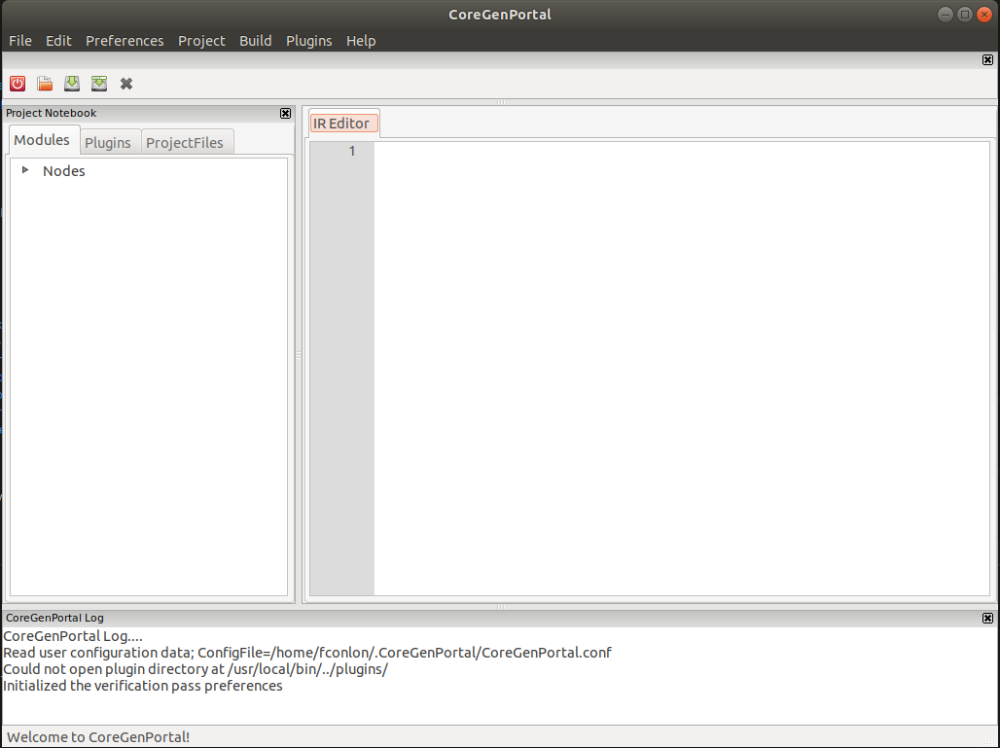 CoreGenPortal
File Edit Preferences Project Build Plugins Help
Project Notebook
Modules Plugins ProjectFiles
Nodes
IR Editor
1
CoreGenPortal Log
CoreGenPortal Log....
Read user configuration data; ConfigFile=/home/fconlon/.CoreGenPortal/CoreGenPortal.conf
Could not open plugin directory at /usr/local/bin/../plugins/
Initialized the verification pass preferences
Welcome to CoreGenPortal!